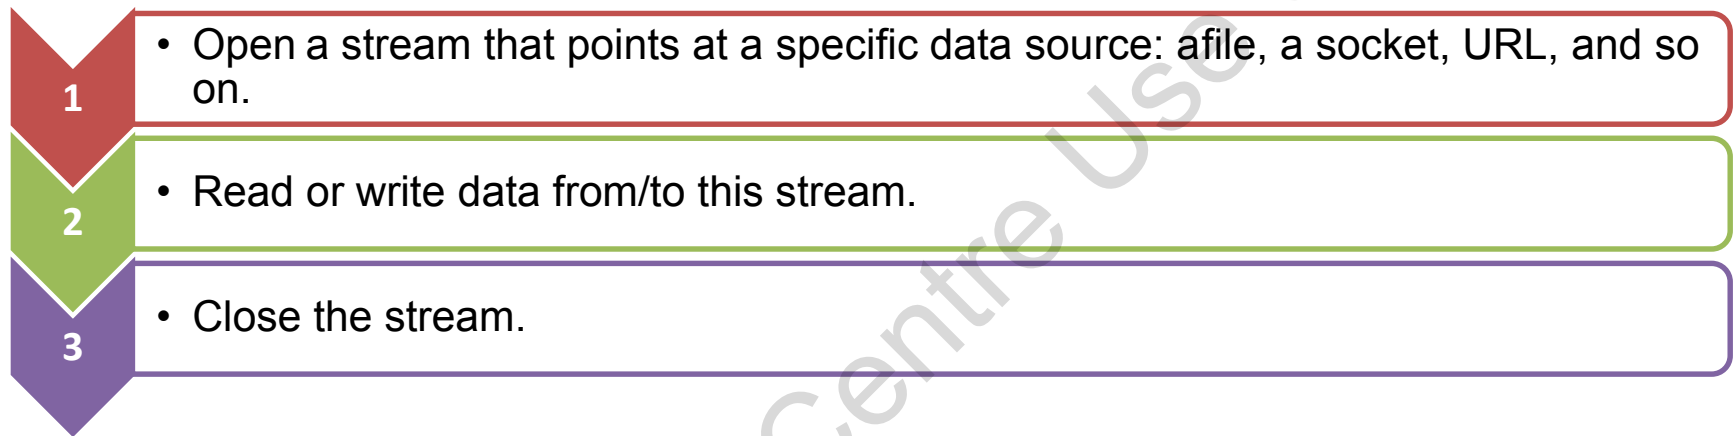 1
• Open a stream that points at a specific data source: afile, a socket, URL, and so
on.
2
• Read or write data from/to this stream.
3
• Close the stream.
Centre Use